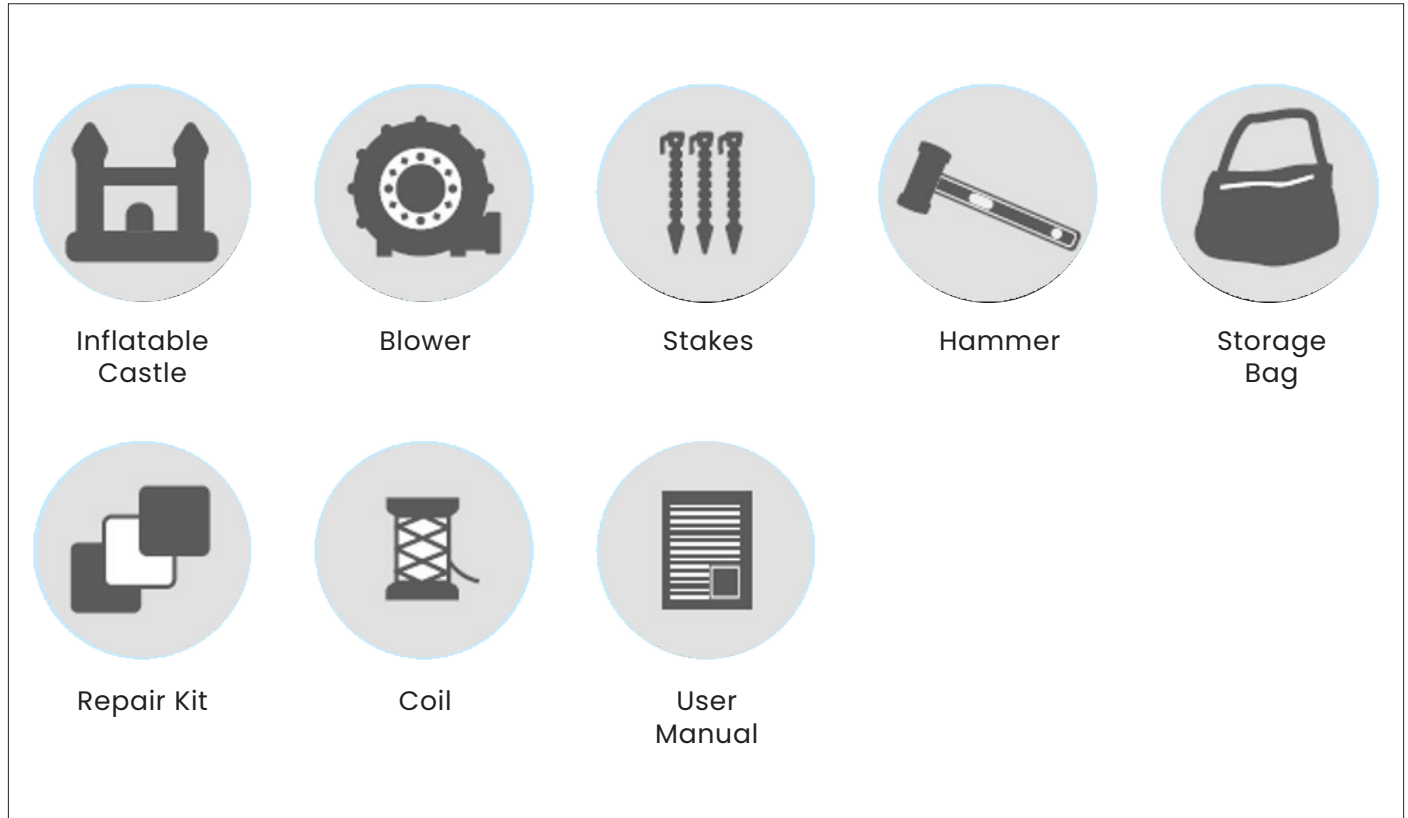 Inflatable
Castle
Blower
Stakes
Hammer
Storage
Bag
Repair Kit
Coil
User
Manual